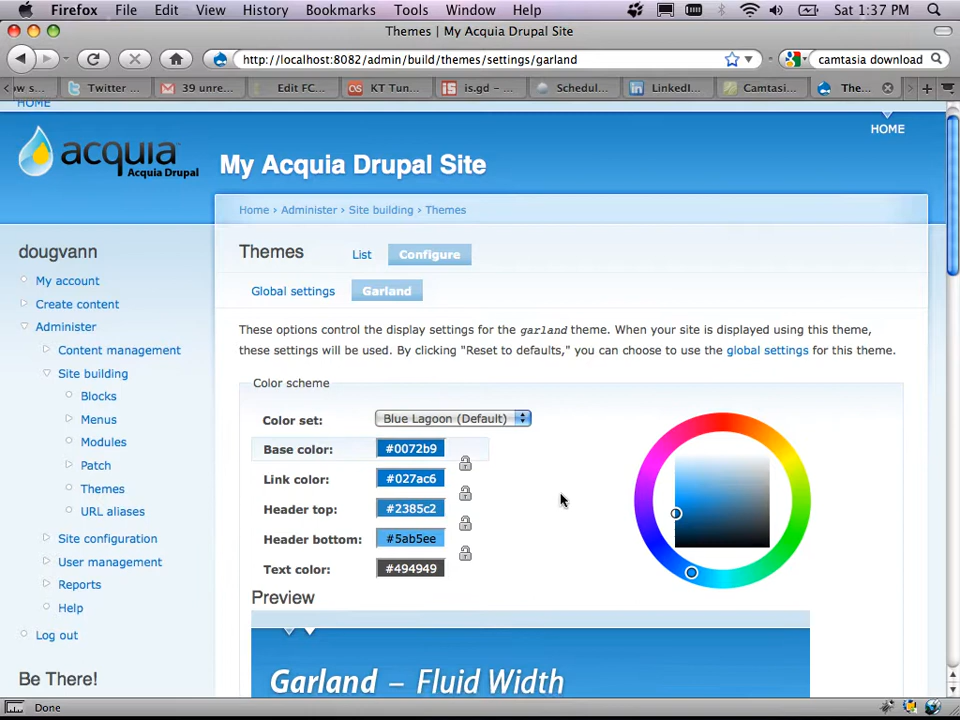 Firefox File Edit View History Bookmarks Tools Window Help Sat 1:37 PM
Themes | My Acquia Drupal Site
http://localhost:8082/admin/build/themes/settings/garland camtasia download
ow s... Twitter ... 39 unre... Edit FC... KT Tun... is.gd – ... Schedul... LinkedI... Camtasi... The...
HOME
HOME
acquia
Acquia Drupal
My Acquia Drupal Site
Home › Administer › Site building › Themes
dougvann
My account
Create content
Administer
Content management
Site building
Blocks
Menus
Modules
Patch
Themes
URL aliases
Site configuration
User management
Reports
Help
Log out
Be There!
Themes List Configure
Global settings Garland
These options control the display settings for the garland theme. When your site is displayed using this theme,
these settings will be used. By clicking "Reset to defaults," you can choose to use the global settings for this theme.
Color scheme
Color set: Blue Lagoon (Default)
Base color: #0072b9
Link color: #027ac6
Header top: #2385c2
Header bottom: #5ab5ee
Text color: #494949
Preview
Garland – Fluid Width
Done